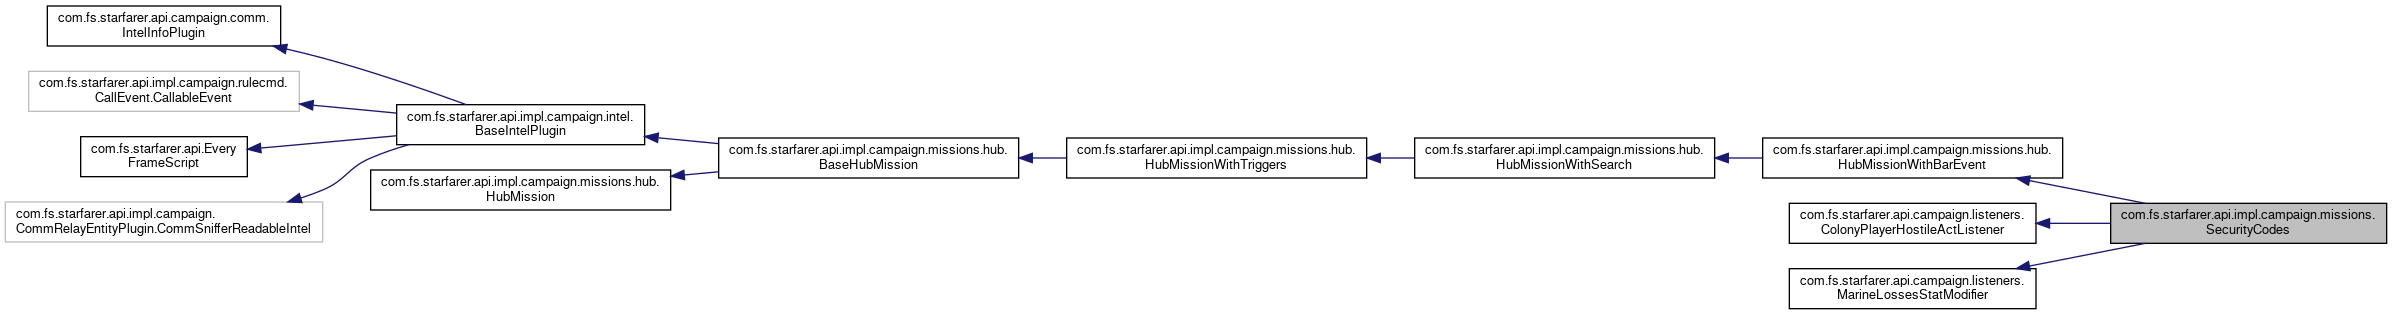 com.fs.starfarer.api.campaign.comm.
IntelInfoPlugin
com.fs.starfarer.api.impl.campaign.rulecmd.
CallEvent.CallableEvent
com.fs.starfarer.api.Every
FrameScript
com.fs.starfarer.api.impl.campaign.
CommRelayEntityPlugin.CommSnifferReadableIntel
com.fs.starfarer.api.impl.campaign.intel.
BaseIntelPlugin
com.fs.starfarer.api.impl.campaign.missions.hub.
HubMission
com.fs.starfarer.api.impl.campaign.missions.hub.
BaseHubMission
com.fs.starfarer.api.impl.campaign.missions.hub.
HubMissionWithTriggers
com.fs.starfarer.api.impl.campaign.missions.hub.
HubMissionWithSearch
com.fs.starfarer.api.impl.campaign.missions.hub.
HubMissionWithBarEvent
com.fs.starfarer.api.campaign.listeners.
ColonyPlayerHostileActListener
com.fs.starfarer.api.campaign.listeners.
MarineLossesStatModifier
com.fs.starfarer.api.impl.campaign.missions.
SecurityCodes